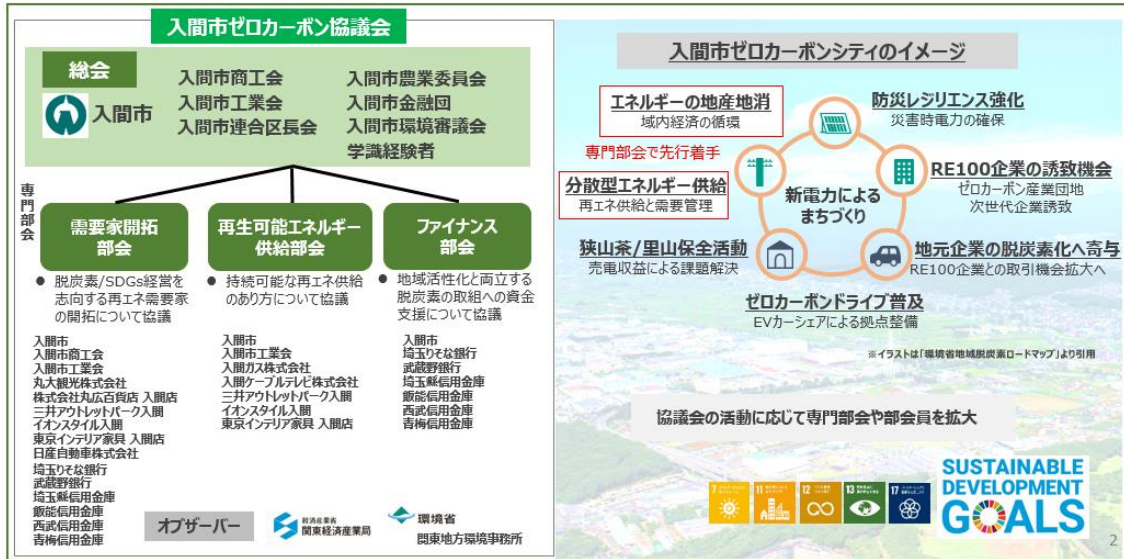 入間市ゼロカーボン協議会
総会
入間市
入間市商工会
入間市工業会
入間市連合区長会
入間市農業委員会
入間市金融団
入間市環境審議会
学識経験者
専門部会
需要家開拓
部会
● 脱炭素/SDGs経営を
志向する再エネ需要家
の開拓について協議
入間市
入間市商工会
入間市工業会
丸大観光株式会社
株式会社丸広百貨店 入間店
三井アウトレットパーク入間
イオンスタイル入間
東京インテリア家具 入間店
日産自動車株式会社
埼玉りそな銀行
武蔵野銀行
埼玉縣信用金庫
飯能信用金庫
西武信用金庫
青梅信用金庫
再生可能エネルギー
供給部会
● 持続可能な再エネ供給
のあり方について協議
入間市
入間市工業会
入間ガス株式会社
入間ケーブルテレビ株式会社
三井アウトレットパーク入間
イオンスタイル入間
東京インテリア家具 入間店
ファイナンス
部会
● 地域活性化と両立する
脱炭素の取組への資金
支援について協議
入間市
埼玉りそな銀行
武蔵野銀行
埼玉縣信用金庫
飯能信用金庫
西武信用金庫
青梅信用金庫
オブザーバー
経済産業省
関東経済産業局
環境省
関東地方環境事務所
入間市ゼロカーボンシティのイメージ
エネルギーの地産地消
域内経済の循環
専門部会で先行着手
分散型エネルギー供給
再エネ供給と需要管理
狭山茶/里山保全活動
売電収益による課題解決
防災レジリエンス強化
災害時電力の確保
RE100企業の誘致機会
ゼロカーボン産業団地
次世代企業誘致
新電力による
まちづくり
地元企業の脱炭素化へ寄与
RE100企業との取引機会拡大へ
ゼロカーボンドライブ普及
EVカーシェアによる拠点整備
※イラストは「環境省地域脱炭素ロードマップ」より引用
協議会の活動に応じて専門部会や部会員を拡大
7
11
12
13
17
SUSTAINABLE
DEVELOPMENT
GOALS
2